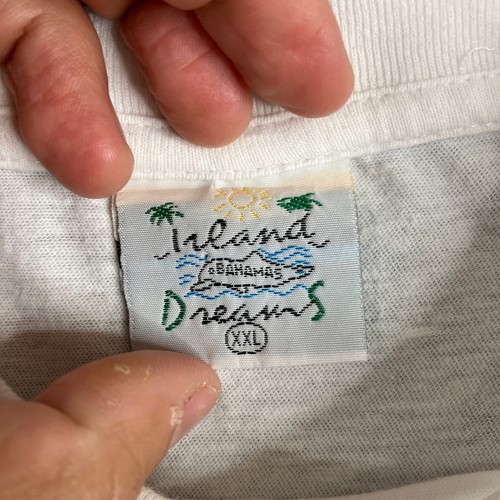 Island
BAHAMAS
Dreams
XXL